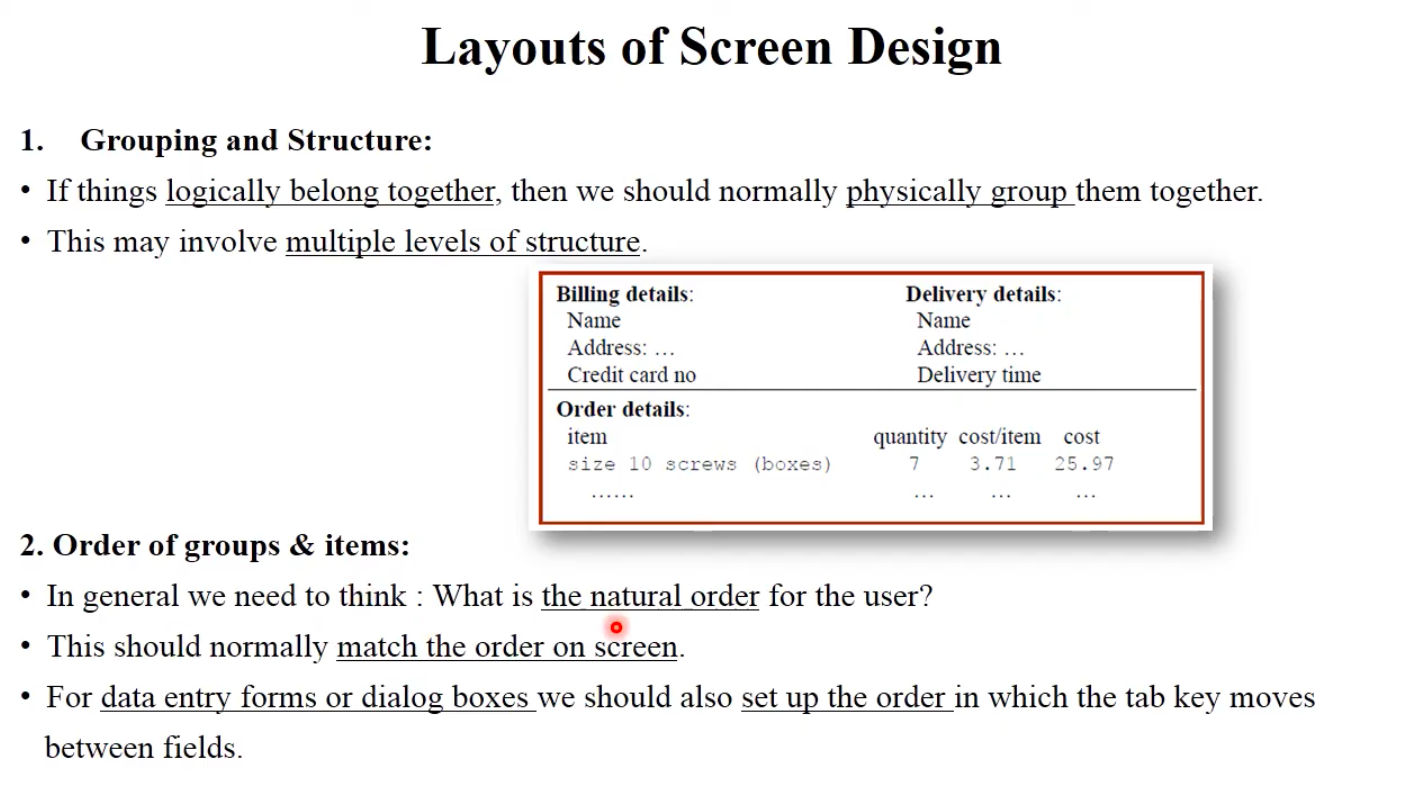 Layouts of Screen Design
1. Grouping and Structure:
• If things logically belong together, then we should normally physically group them together.
• This may involve multiple levels of structure.
Billing details: Delivery details:
Name Name
Address: … Address: …
Credit card no Delivery time
Order details:
item quantity cost/item cost
size 10 screws (boxes) 7 3.71 25.97
…… … … …
2. Order of groups & items:
• In general we need to think : What is the natural order for the user?
• This should normally match the order on screen.
• For data entry forms or dialog boxes we should also set up the order in which the tab key moves
between fields.